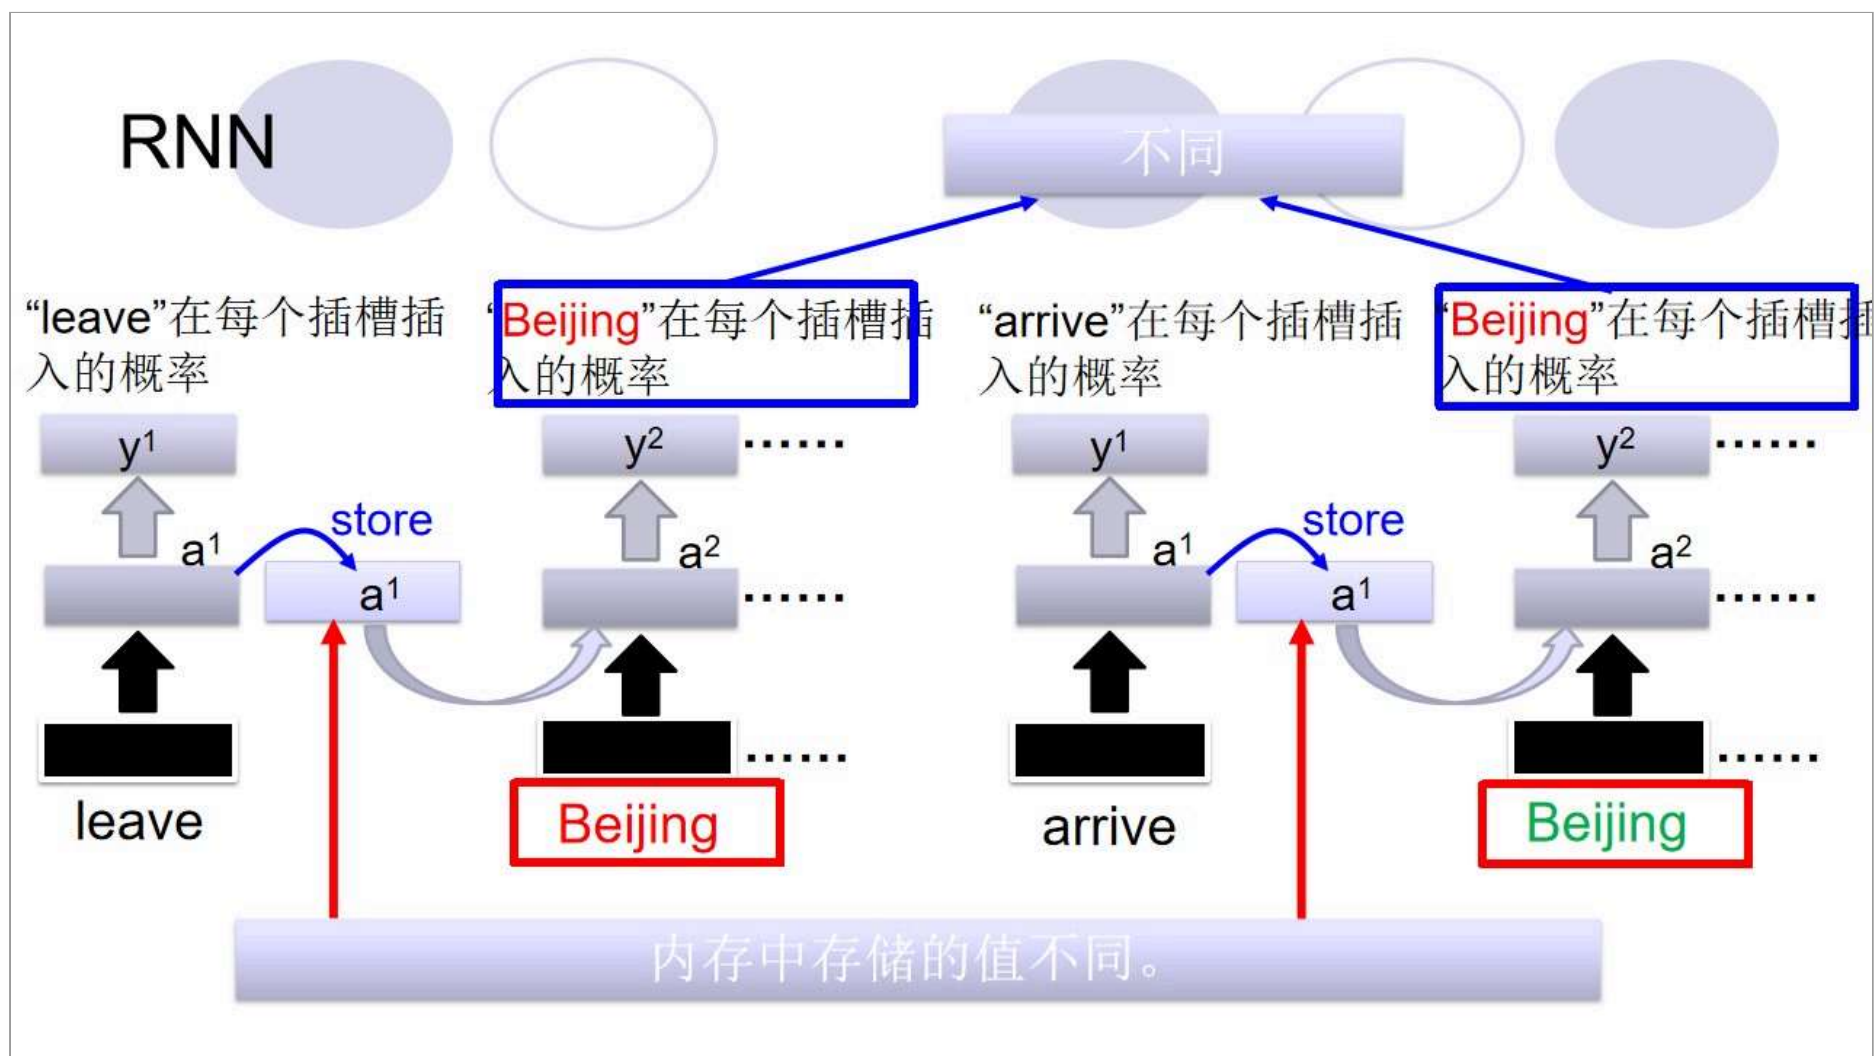 RNN
不同
“leave”在每个插槽插
入的概率
“Beijing”在每个插槽插
入的概率
“arrive”在每个插槽插
入的概率
“Beijing”在每个插槽插
入的概率
y¹
y²
......
y¹
y²
......
a¹
store
a¹
a²
......
a¹
store
a¹
a²
......
......
......
leave
Beijing
arrive
Beijing
内存中存储的值不同。